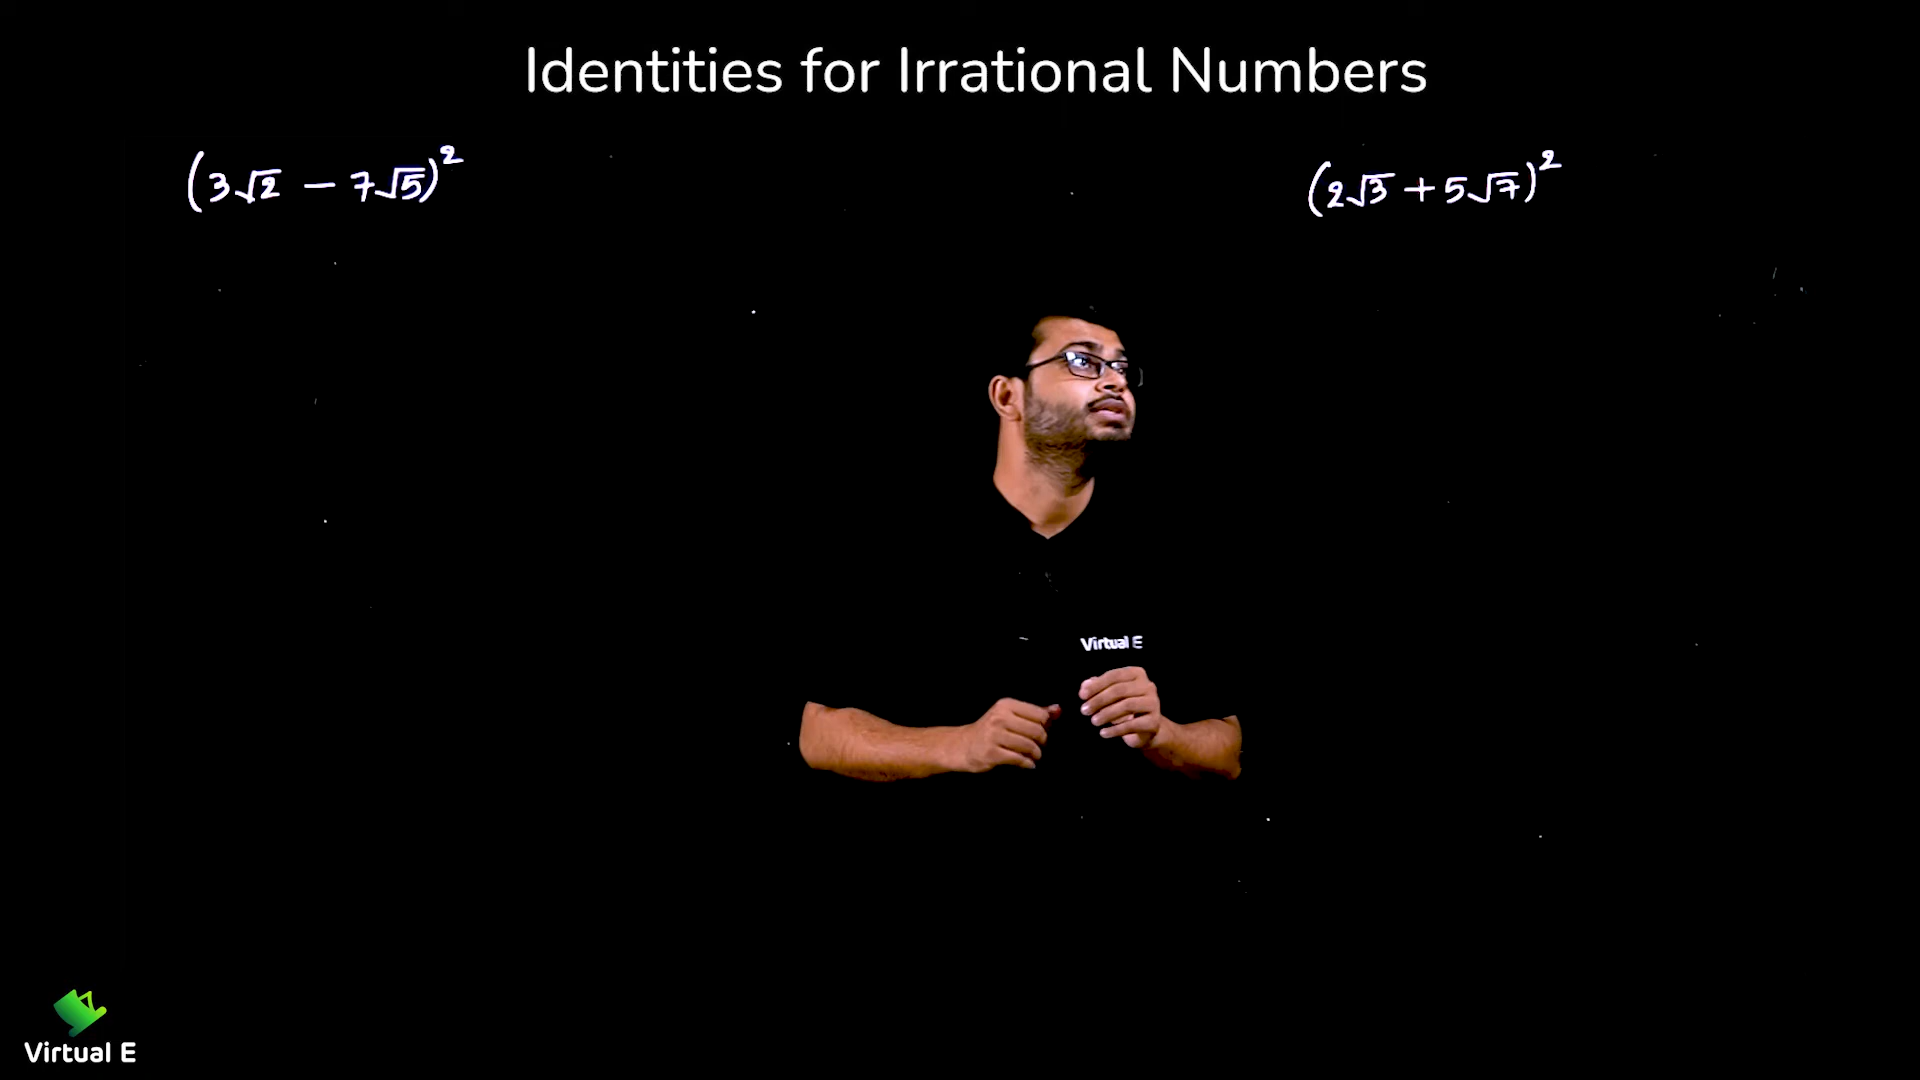 Identities for Irrational Numbers
(3√2 − 7√5)²
(2√3 + 5√7)²
Virtual E
Virtual E